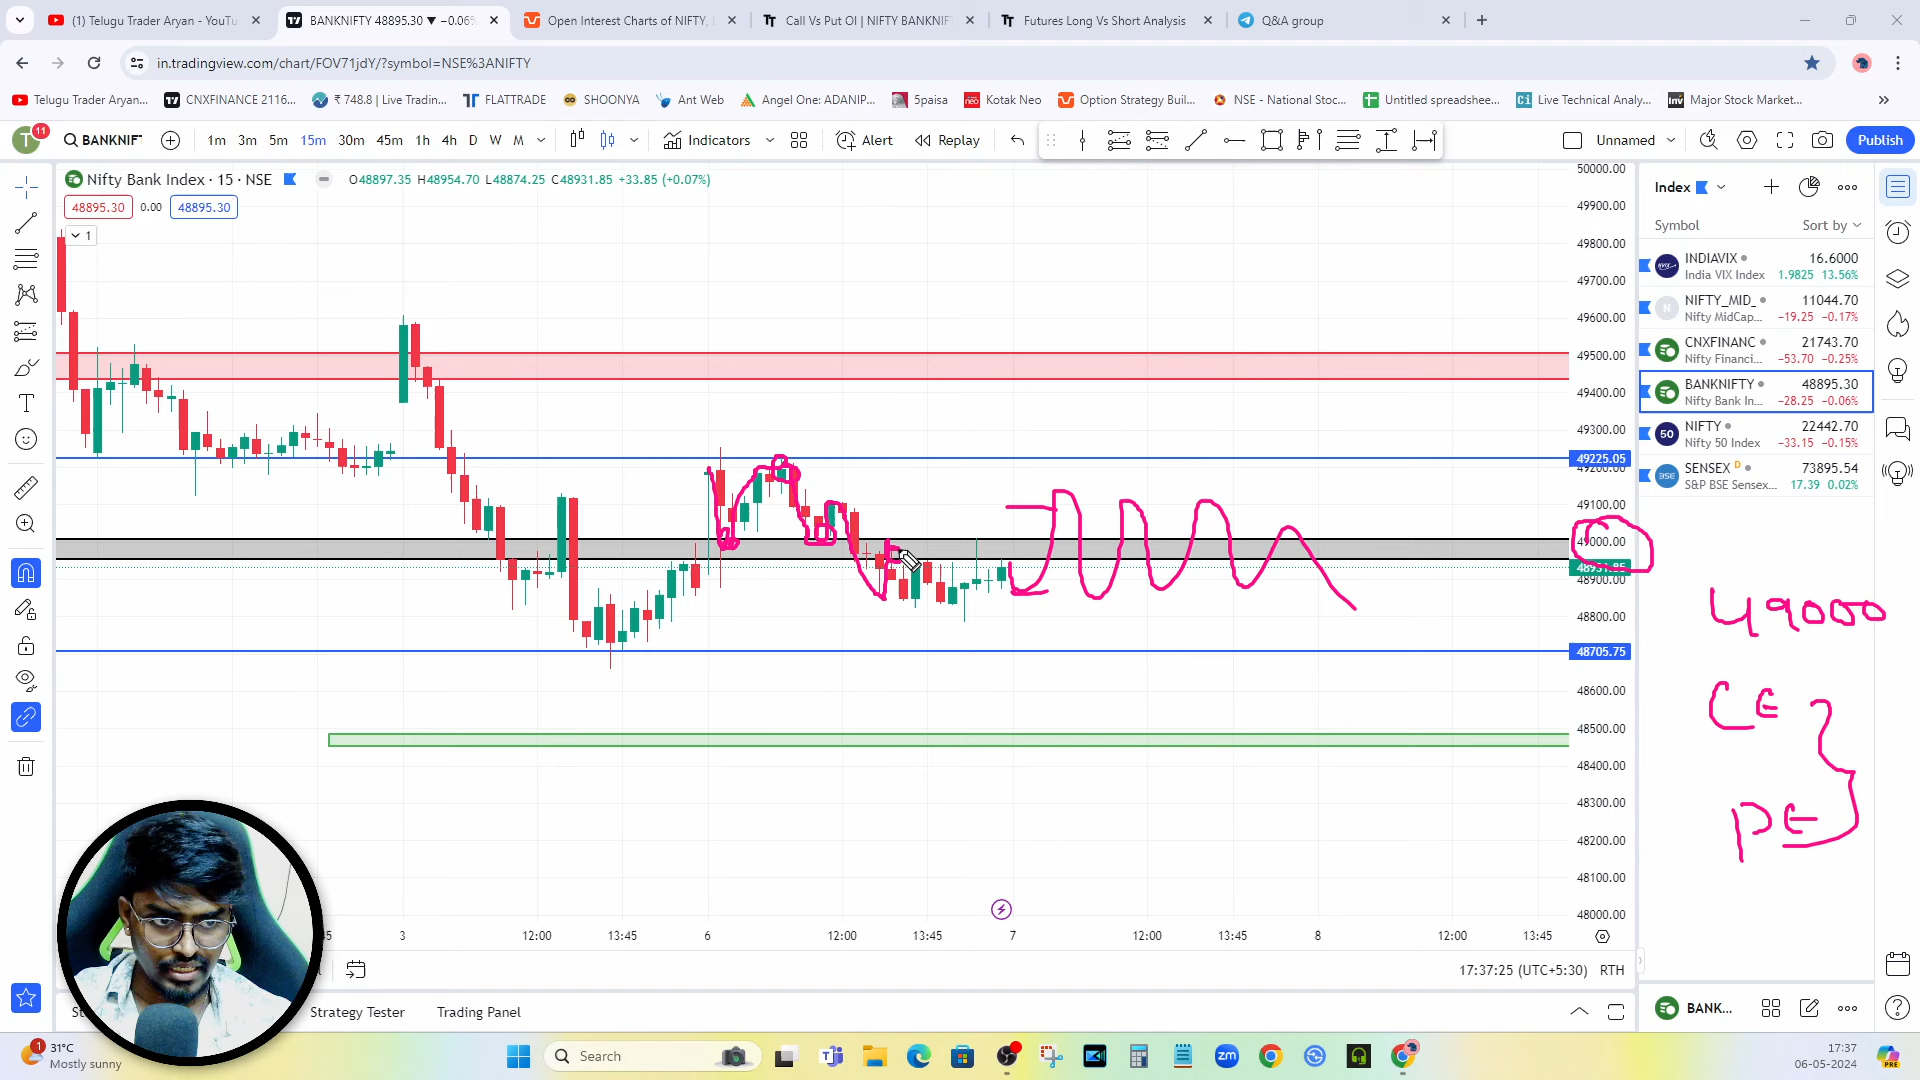 (1) Telugu Trader Aryan - YouTu
BANKNIFTY 48895.30 ▼ −0.06%
Open Interest Charts of NIFTY,
Call Vs Put OI | NIFTY BANKNIF
Futures Long Vs Short Analysis
Q&A group
in.tradingview.com/chart/FOV71jdY/?symbol=NSE%3ANIFTY
Telugu Trader Aryan...
CNXFINANCE 2116...
₹ 748.8 | Live Tradin...
FLATTRADE
SHOONYA
Ant Web
Angel One: ADANIP...
5paisa
Kotak Neo
Option Strategy Buil...
NSE - National Stoc...
Untitled spreadshee...
Live Technical Analy...
Major Stock Market...
T 11
BANKNIF
1m 3m 5m 15m 30m 45m 1h 4h D W M
Indicators
Alert
Replay
Unnamed
Publish
Nifty Bank Index · 15 · NSE
O48897.35 H48954.70 L48874.25 C48931.85 +33.85 (+0.07%)
48895.30 0.00 48895.30
1
50000.00
49900.00
49800.00
49700.00
49600.00
49500.00
49400.00
49300.00
49225.05
49200.00
49100.00
49000.00
48931.85
48900.00
48800.00
48705.75
48600.00
48500.00
48400.00
48300.00
48200.00
48100.00
48000.00
Index
Symbol Sort by
INDIAVIX 16.6000
India VIX Index 1.9825 13.56%
NIFTY_MID_ 11044.70
Nifty MidCap... −19.25 −0.17%
CNXFINANC 21743.70
Nifty Financi... −53.70 −0.25%
BANKNIFTY 48895.30
Nifty Bank In... −28.25 −0.06%
50 NIFTY 22442.70
Nifty 50 Index −33.15 −0.15%
SENSEX D 73895.54
S&P BSE Sensex... 17.39 0.02%
49000
CE
PE
45 3 12:00 13:45 6 12:00 13:45 7 12:00 13:45 8 12:00 13:45
17:37:25 (UTC+5:30) RTH
Strategy Tester
Trading Panel
BANK...
1
31°C
Mostly sunny
Search
zm
17:37
06-05-2024
PRE